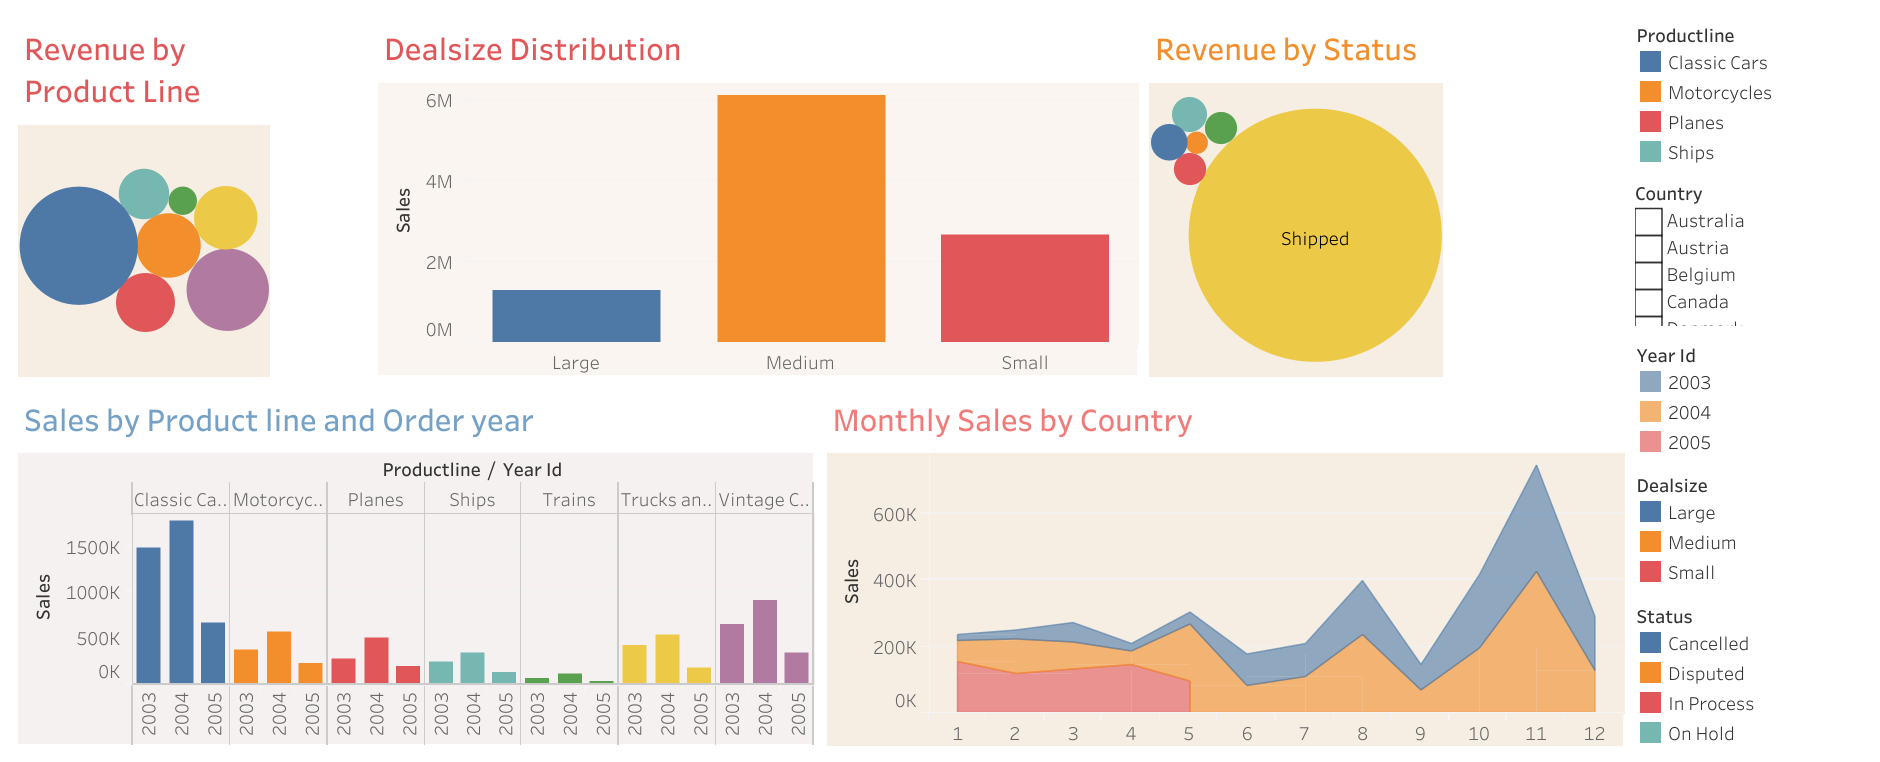 Revenue by
Product Line
Dealsize Distribution
6M
4M
2M
0M
Sales
Large
Medium
Small
Revenue by Status
Shipped
Sales by Product line and Order year
Productline / Year Id
Classic Ca..
Motorcyc..
Planes
Ships
Trains
Trucks an..
Vintage C..
1500K
1000K
500K
0K
Sales
2003 2004 2005 2003 2004 2005 2003 2004 2005 2003 2004 2005 2003 2004 2005 2003 2004 2005 2003 2004 2005
Monthly Sales by Country
600K
400K
200K
0K
Sales
1 2 3 4 5 6 7 8 9 10 11 12
Productline
Classic Cars
Motorcycles
Planes
Ships
Country
Australia
Austria
Belgium
Canada
Year Id
2003
2004
2005
Dealsize
Large
Medium
Small
Status
Cancelled
Disputed
In Process
On Hold